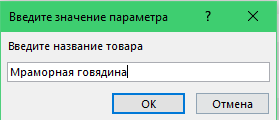 Введите значение параметра ? ×
Введите название товара
Мраморная говядина
ОК Отмена